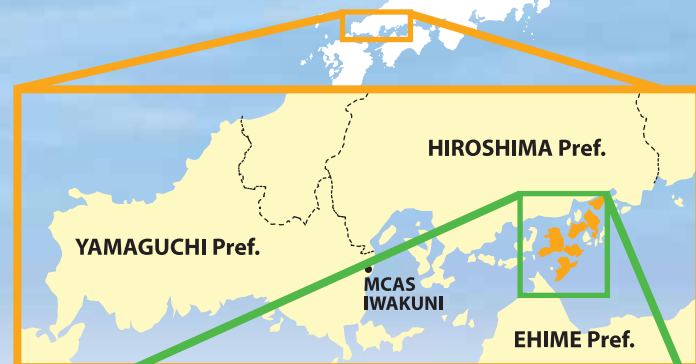 HIROSHIMA Pref.
YAMAGUCHI Pref.
MCAS
IWAKUNI
EHIME Pref.